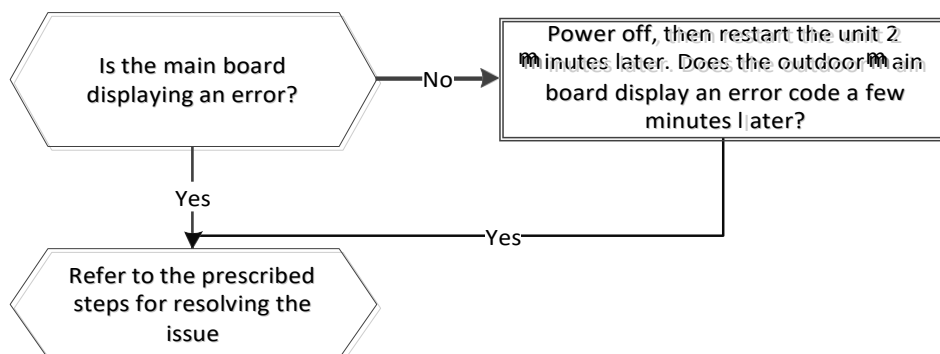 Is the main board
displaying an error?
No
Power off, then restart the unit 2
minutes later. Does the outdoor main
board display an error code a few
minutes later?
Yes
Yes
Refer to the prescribed
steps for resolving the
issue